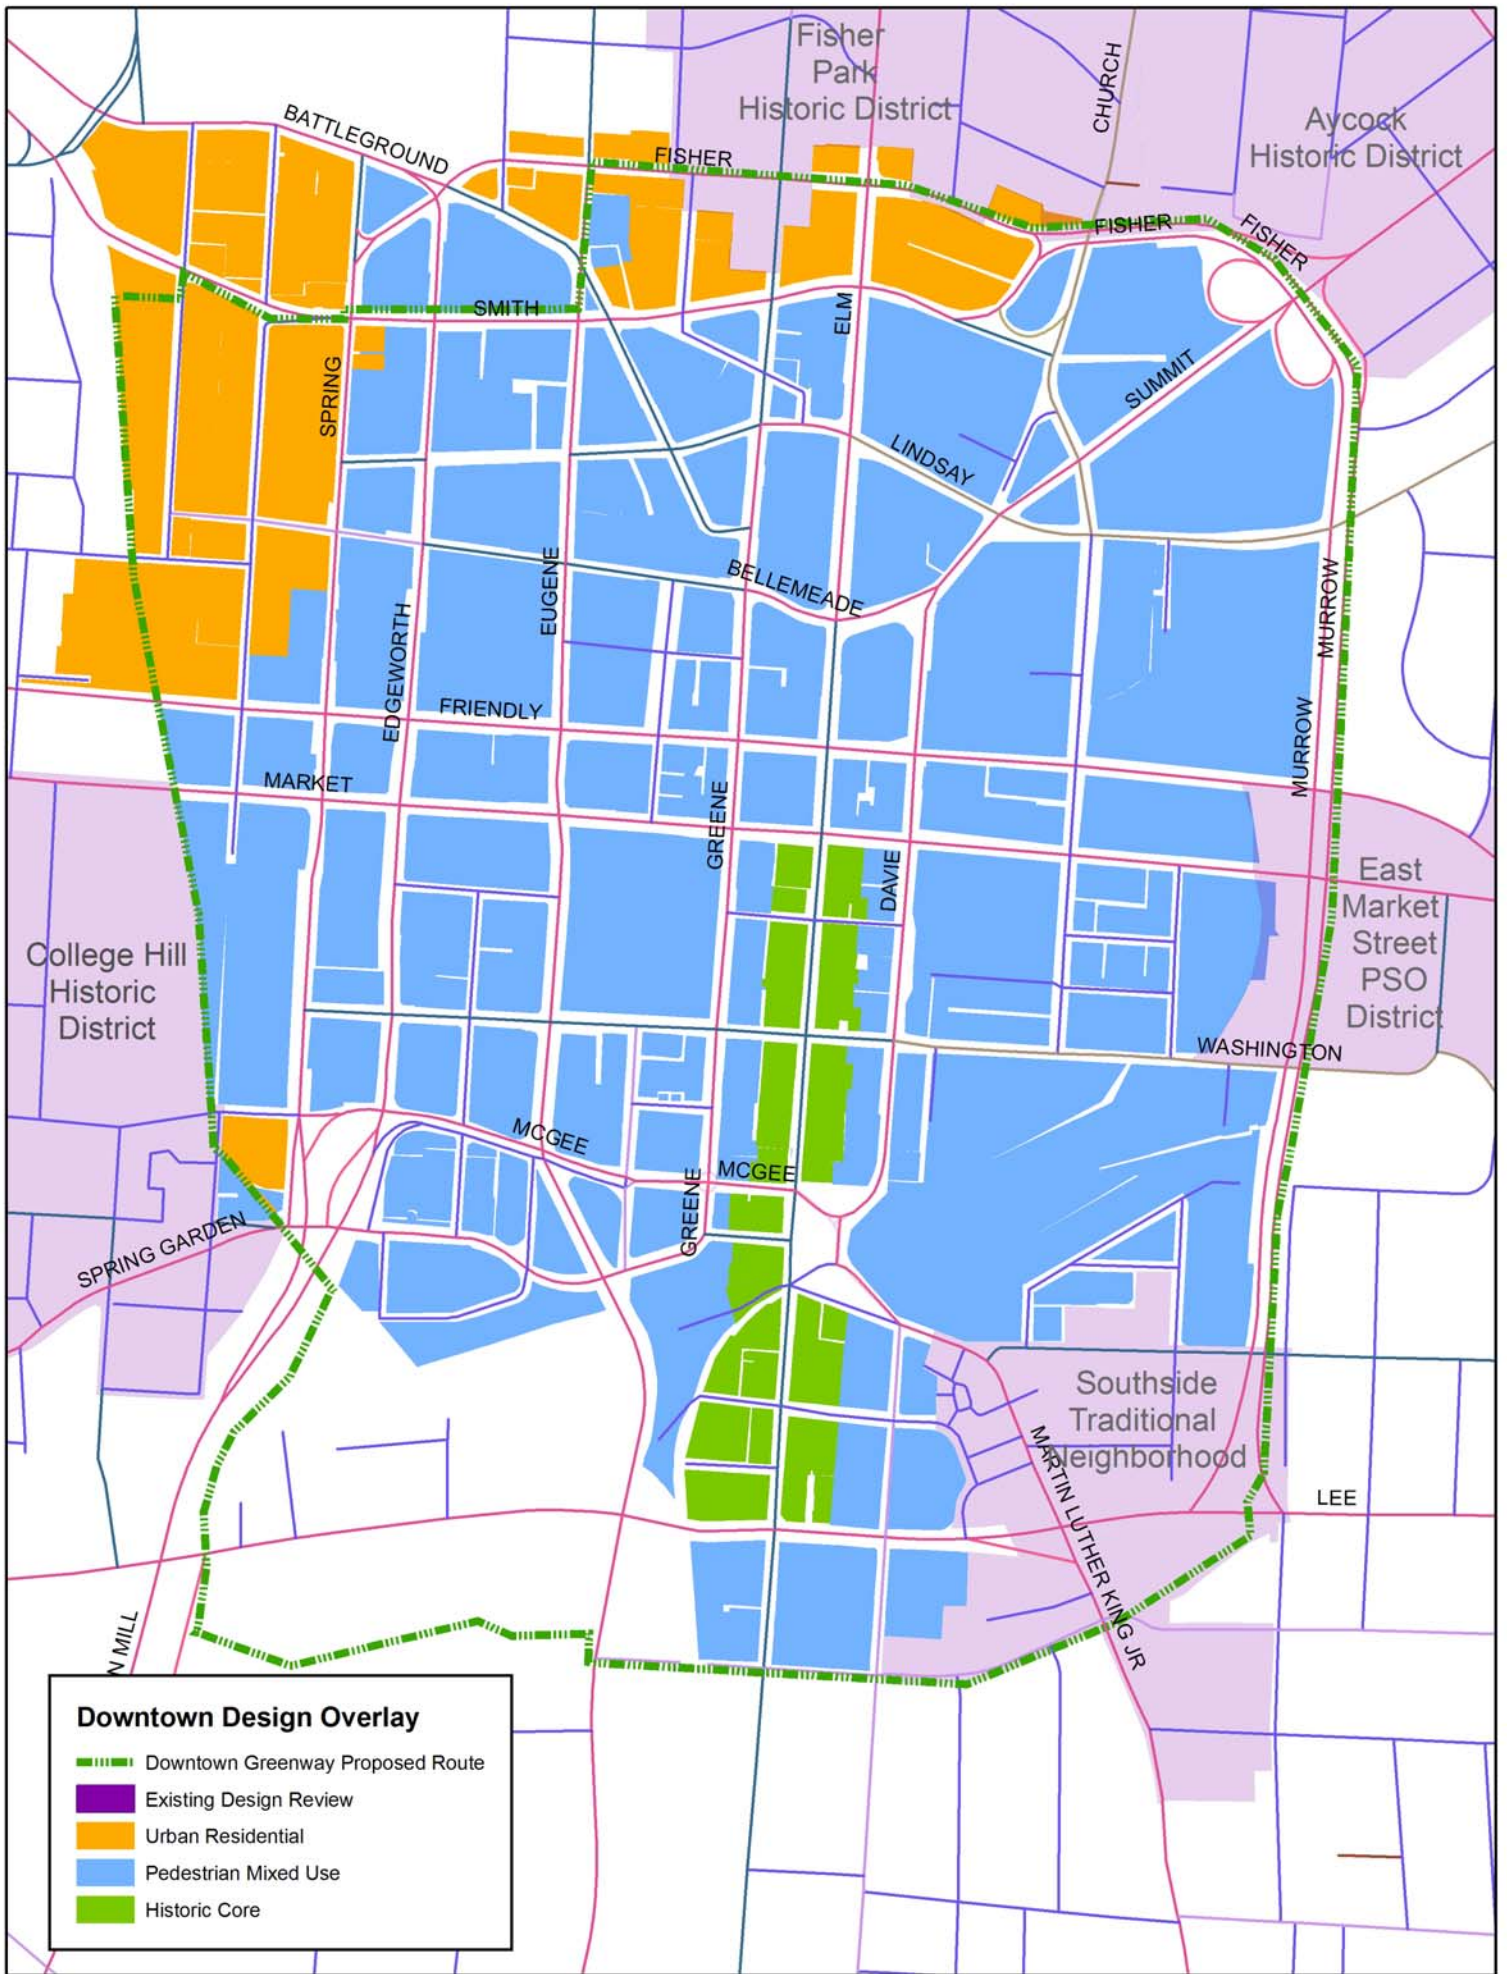 Fisher
Park
Historic District
CHURCH
Aycock
Historic District
BATTLEGROUND
FISHER
FISHER
FISHER
SMITH
ELM
SPRING
SUMMIT
LINDSAY
BELLEMEADE
EUGENE
MURROW
EDGEWORTH
FRIENDLY
MURROW
MARKET
GREENE
DAVIE
East
Market
Street
PSO
District
College Hill
Historic
District
WASHINGTON
MCGEE
MCGEE
GREENE
SPRING GARDEN
Southside
Traditional
Neighborhood
MARTIN LUTHER KING JR
LEE
N MILL
Downtown Design Overlay
Downtown Greenway Proposed Route
Existing Design Review
Urban Residential
Pedestrian Mixed Use
Historic Core